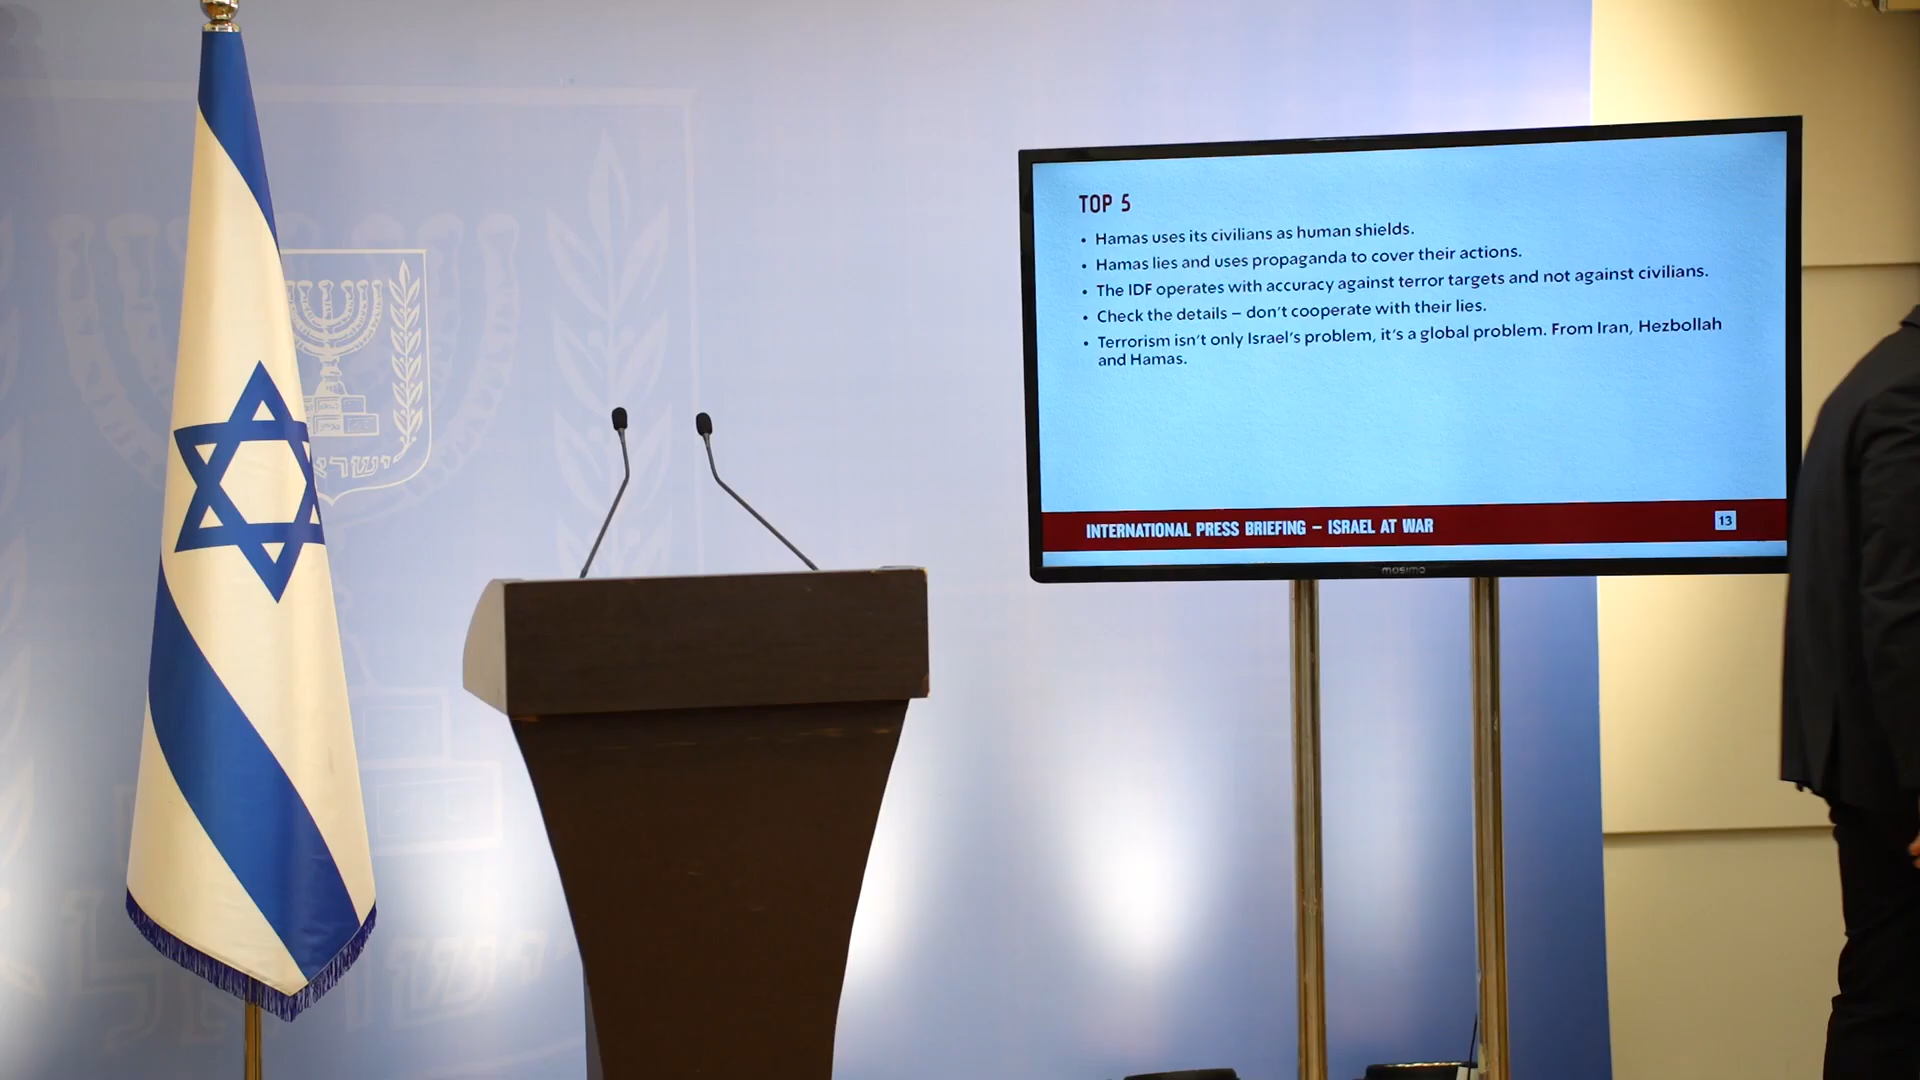 TOP 5
• Hamas uses its civilians as human shields.
• Hamas lies and uses propaganda to cover their actions.
• The IDF operates with accuracy against terror targets and not against civilians.
• Check the details – don't cooperate with their lies.
• Terrorism isn't only Israel's problem, it's a global problem. From Iran, Hezbollah
and Hamas.
INTERNATIONAL PRESS BRIEFING – ISRAEL AT WAR
13
masimo